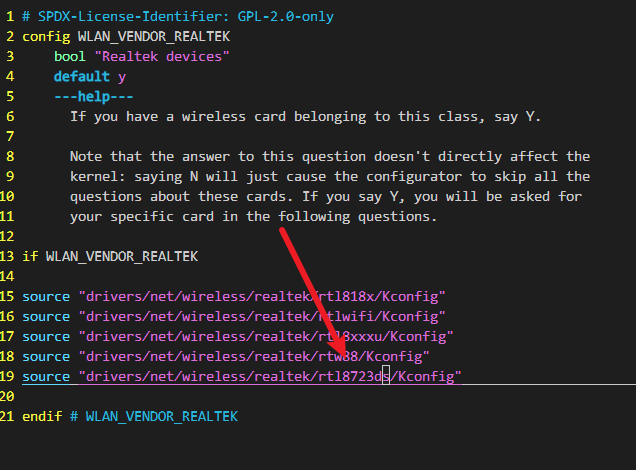 1 # SPDX-License-Identifier: GPL-2.0-only
2 config WLAN_VENDOR_REALTEK
3 bool "Realtek devices"
4 default y
5 ---help---
6 If you have a wireless card belonging to this class, say Y.
7
8 Note that the answer to this question doesn't directly affect the
9 kernel: saying N will just cause the configurator to skip all the
10 questions about these cards. If you say Y, you will be asked for
11 your specific card in the following questions.
12
13 if WLAN_VENDOR_REALTEK
14
15 source "drivers/net/wireless/realtek/rtl818x/Kconfig"
16 source "drivers/net/wireless/realtek/rtlwifi/Kconfig"
17 source "drivers/net/wireless/realtek/rtl8xxxu/Kconfig"
18 source "drivers/net/wireless/realtek/rtw88/Kconfig"
19 source "drivers/net/wireless/realtek/rtl8723ds/Kconfig"
20
21 endif # WLAN_VENDOR_REALTEK